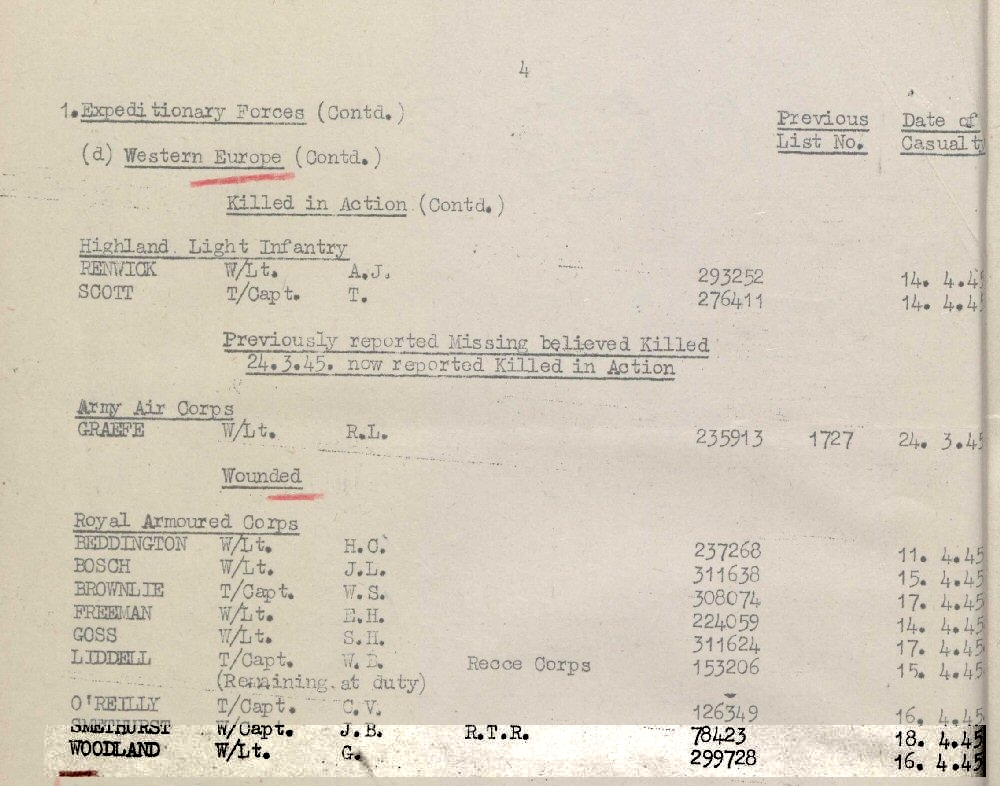 4
1. Expeditionary Forces (Contd.)
Previous List No.
Date of Casualty
(d) Western Europe (Contd.)
Killed in Action (Contd.)
Highland Light Infantry
RENWICK W/Lt. A.J. 293252 14. 4.45
SCOTT T/Capt. T. 276411 14. 4.45
Previously reported Missing believed Killed
24.3.45. now reported Killed in Action
Army Air Corps
GRAEFE W/Lt. R.L. 235913 1727 24. 3.45
Wounded
Royal Armoured Corps
BEDDINGTON W/Lt. H.C. 237268 11. 4.45
BOSCH W/Lt. J.L. 311638 15. 4.45
BROWNLIE T/Capt. W.S. 308074 17. 4.45
FREEMAN W/Lt. E.H. 224059 14. 4.45
GOSS W/Lt. S.H. 311624 17. 4.45
LIDDELL T/Capt. Recce Corps 153206 15. 4.45
(Remaining at duty)
O'REILLY T/Capt. C.V. 126349 16. 4.45
SMETHURST W/Capt. J.B. R.T.R. 78423 18. 4.45
WOODLAND W/Lt. G. 299728 16. 4.45